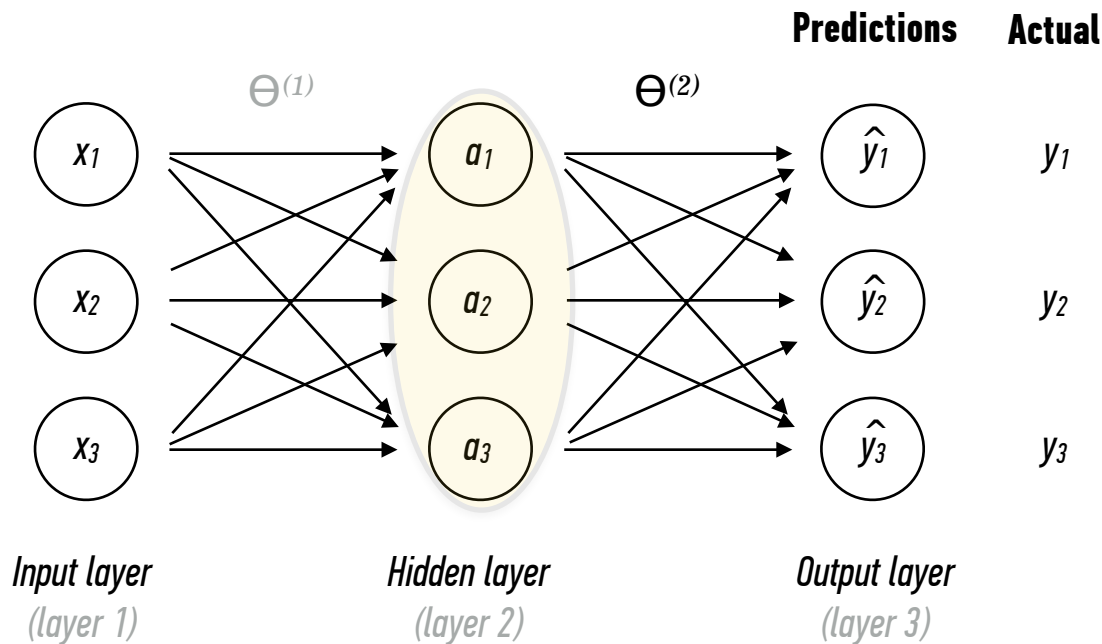 Predictions Actual
Ɵ(1) Ɵ(2)
x1 a1 ŷ1 y1
x2 a2 ŷ2 y2
x3 a3 ŷ3 y3
Input layer Hidden layer Output layer
(layer 1) (layer 2) (layer 3)